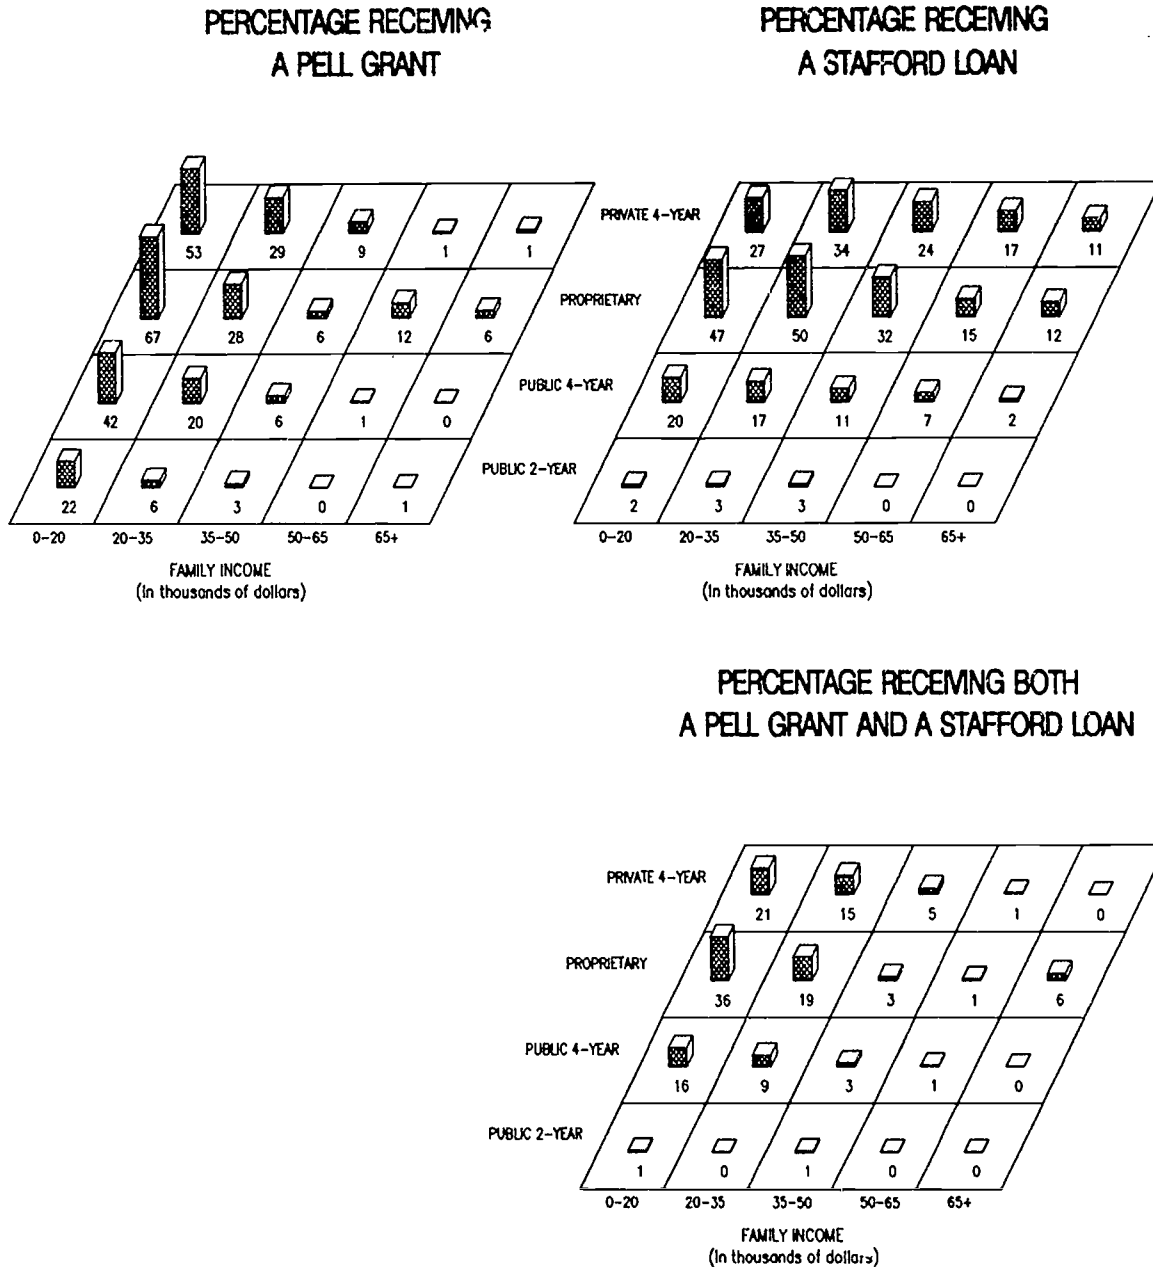 PERCENTAGE RECEIVING
A PELL GRANT
PERCENTAGE RECEIVING
A STAFFORD LOAN
PRIVATE 4-YEAR
53 29 9 1 1
27 34 24 17 11
PROPRIETARY
67 28 6 12 6
47 50 32 15 12
PUBLIC 4-YEAR
42 20 6 1 0
20 17 11 7 2
PUBLIC 2-YEAR
22 6 3 0 1
2 3 3 0 0
0-20 20-35 35-50 50-65 65+
0-20 20-35 35-50 50-65 65+
FAMILY INCOME
(In thousands of dollars)
FAMILY INCOME
(In thousands of dollars)
PERCENTAGE RECEIVING BOTH
A PELL GRANT AND A STAFFORD LOAN
PRIVATE 4-YEAR
21 15 5 1 0
PROPRIETARY
36 19 3 1 6
PUBLIC 4-YEAR
16 9 3 1 0
PUBLIC 2-YEAR
1 0 1 0 0
0-20 20-35 35-50 50-65 65+
FAMILY INCOME
(In thousands of dollars)